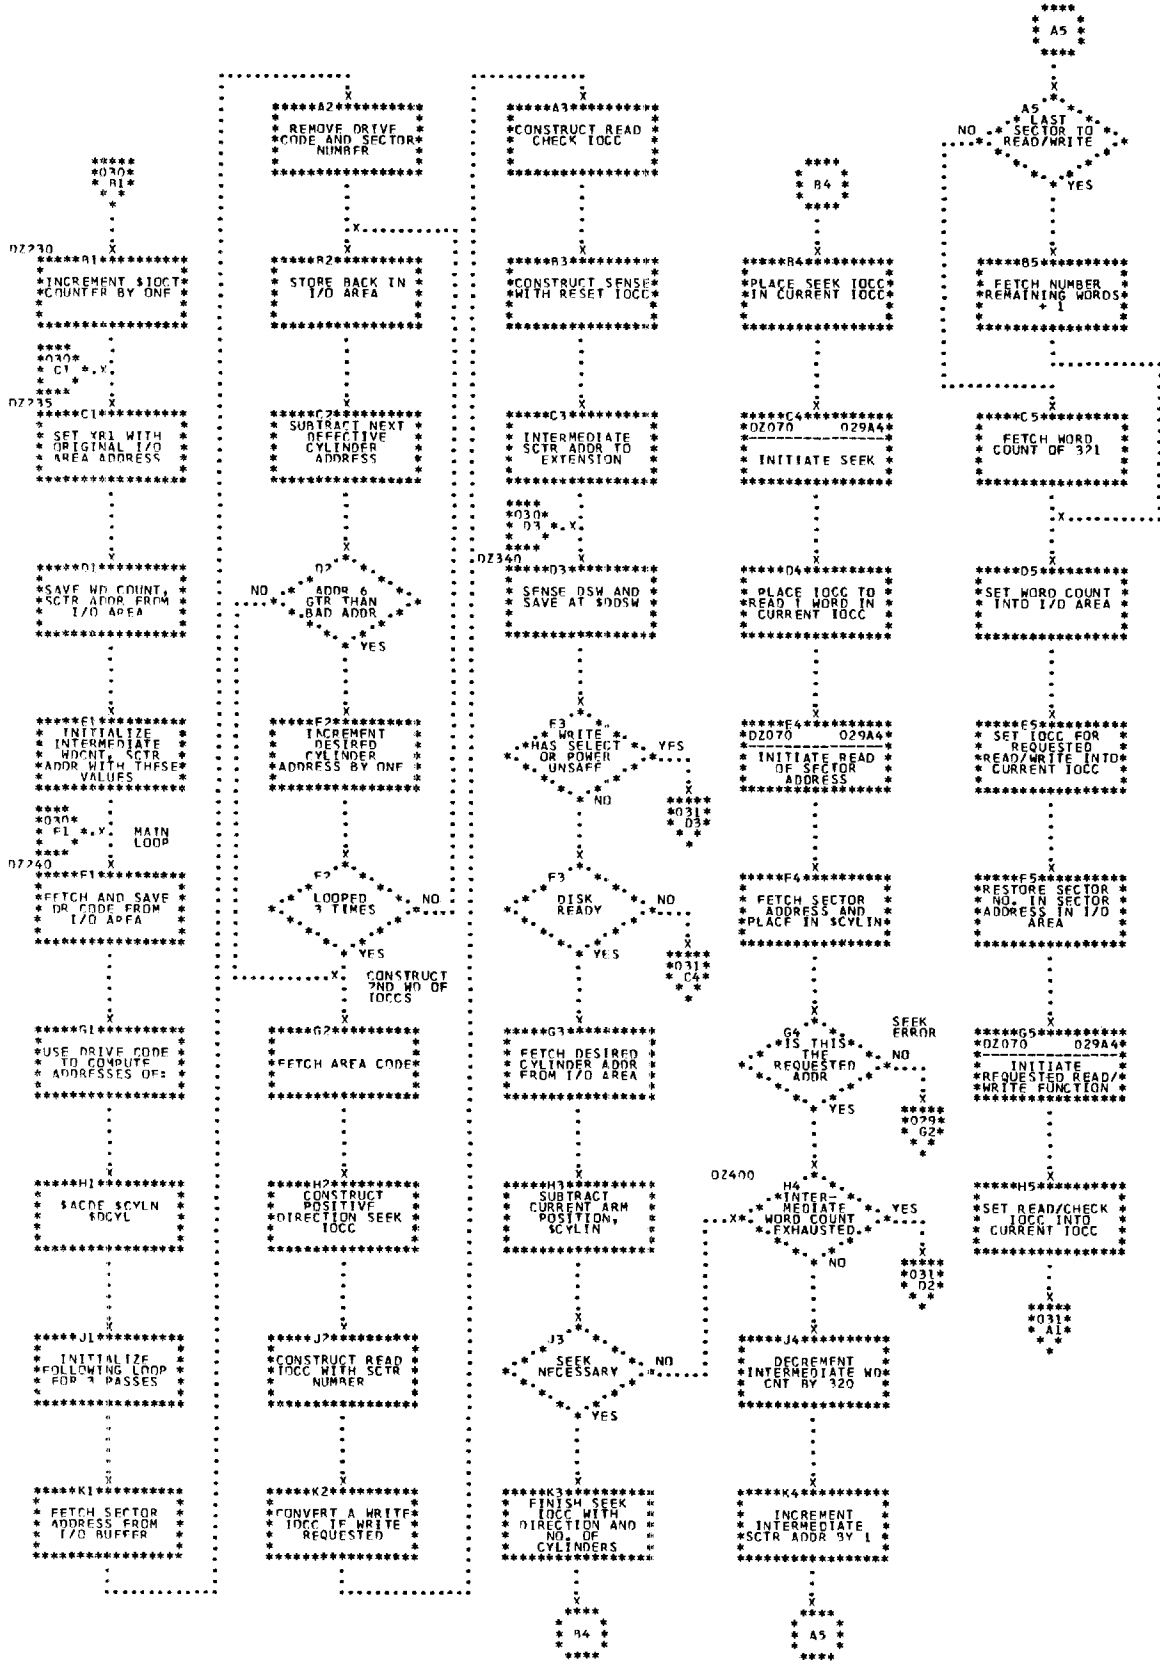 ****
* *
* A5 *
* *
****
*030*
* B1*
* *
*
DZ230
*****B1**********
*INCREMENT $IOCT*
*COUNTER BY ONE *
*****************
****
*030*
* C1 *.X.
* *
****
DZ235
*****C1**********
* SET XR1 WITH *
* ORIGINAL I/O *
* AREA ADDRESS *
*****************
*****D1**********
*SAVE WD COUNT, *
*SCTR ADDR FROM *
* I/O AREA *
*****************
*****E1**********
* INITIALIZE *
* INTERMEDIATE *
* WDCNT, SCTR *
*ADDR WITH THESE*
* VALUES *
*****************
****
*030*
* F1 *.X.
* *
****
MAIN
LOOP
DZ240
*****F1**********
*FETCH AND SAVE *
* DR CODE FROM *
* I/O AREA *
*****************
*****G1**********
*USE DRIVE CODE *
* TO COMPUTE *
* ADDRESSES OF: *
*****************
*****H1**********
* $ACDE $CYLN *
* $DCYL *
*****************
*****J1**********
* INITIALIZE *
*FOLLOWING LOOP *
* FOR 3 PASSES *
*****************
*****K1**********
* FETCH SECTOR *
* ADDRESS FROM *
* I/O BUFFER *
*****************
*****A2**********
* REMOVE DRIVE *
*CODE AND SECTOR*
* NUMBER *
*****************
*****B2**********
* STORE BACK IN *
* I/O AREA *
*****************
*****C2**********
* SUBTRACT NEXT *
* DEFECTIVE *
* CYLINDER *
* ADDRESS *
*****************
D2
NO
ADDR 6
GTR THAN
BAD ADDR
YES
*****E2**********
* INCREMENT *
* DESIRED *
* CYLINDER *
*ADDRESS BY ONE *
*****************
F2
LOOPED
3 TIMES
NO
YES
CONSTRUCT
2ND WD OF
IOCCS
*****G2**********
*FETCH AREA CODE*
*****************
*****H2**********
* CONSTRUCT *
* POSITIVE *
*DIRECTION SEEK *
* IOCC *
*****************
*****J2**********
*CONSTRUCT READ *
*IOCC WITH SCTR *
* NUMBER *
*****************
*****K2**********
*CONVERT A WRITE*
* IOCC IF WRITE *
* REQUESTED *
*****************
*****A3**********
*CONSTRUCT READ *
* CHECK IOCC *
*****************
*****B3**********
*CONSTRUCT SENSE*
*WITH RESET IOCC*
*****************
*****C3**********
* INTERMEDIATE *
* SCTR ADDR TO *
* EXTENSION *
*****************
****
*030*
* D3 *.X.
* *
****
DZ340
*****D3**********
* SENSE DSW AND *
* SAVE AT $DDSW *
*****************
E3
WRITE
HAS SELECT
OR POWER
UNSAFE
YES
NO
*****
*031*
* D3*
* *
*
F3
DISK
READY
NO
YES
*****
*031*
* C4*
* *
*
*****G3**********
* FETCH DESIRED *
*CYLINDER ADDR *
*FROM I/O AREA *
*****************
*****H3**********
* SUBTRACT *
* CURRENT ARM *
* POSITION, *
* $CYLIN *
*****************
J3
SEEK
NECESSARY
NO
YES
*****K3**********
* FINISH SEEK *
* IOCC WITH *
*DIRECTION AND *
* NO. OF *
* CYLINDERS *
*****************
****
* *
* B4 *
* *
****
****
* *
* B4 *
* *
****
*****B4**********
*PLACE SEEK IOCC*
*IN CURRENT IOCC*
*****************
*****C4**********
*DZ070 029A4*
*---------------*
* INITIATE SEEK *
*****************
*****D4**********
* PLACE IOCC TO *
*READ 1 WORD IN *
* CURRENT IOCC *
*****************
*****E4**********
*DZ070 029A4*
*---------------*
* INITIATE READ *
* OF SECTOR *
* ADDRESS *
*****************
*****F4**********
* FETCH SECTOR *
* ADDRESS AND *
*PLACE IN $CYLIN*
*****************
G4
IS THIS
THE
REQUESTED
ADDR
SEEK
ERROR
NO
YES
*****
*029*
* G2*
* *
*
DZ400
H4
INTER-
MEDIATE
WORD COUNT
EXHAUSTED
YES
NO
*****
*031*
* D2*
* *
*
*****J4**********
* DECREMENT *
*INTERMEDIATE WD*
* CNT BY 320 *
*****************
*****K4**********
* INCREMENT *
* INTERMEDIATE *
*SCTR ADDR BY 1 *
*****************
****
* *
* A5 *
* *
****
A5
LAST
SECTOR TO
READ/WRITE
NO
YES
*****B5**********
* FETCH NUMBER *
*REMAINING WORDS*
* + 1 *
*****************
*****C5**********
* FETCH WORD *
* COUNT OF 321 *
*****************
*****D5**********
*SET WORD COUNT *
* INTO I/O AREA *
*****************
*****E5**********
* SET IOCC FOR *
* REQUESTED *
*READ/WRITE INTO*
* CURRENT IOCC *
*****************
*****F5**********
*RESTORE SECTOR *
* NO. IN SECTOR *
*ADDRESS IN I/O *
* AREA *
*****************
*****G5**********
*DZ070 029A4*
*---------------*
* INITIATE *
*REQUESTED READ/*
*WRITE FUNCTION *
*****************
*****H5**********
*SET READ/CHECK *
* IOCC INTO *
* CURRENT IOCC *
*****************
*****
*031*
* A1*
* *
*